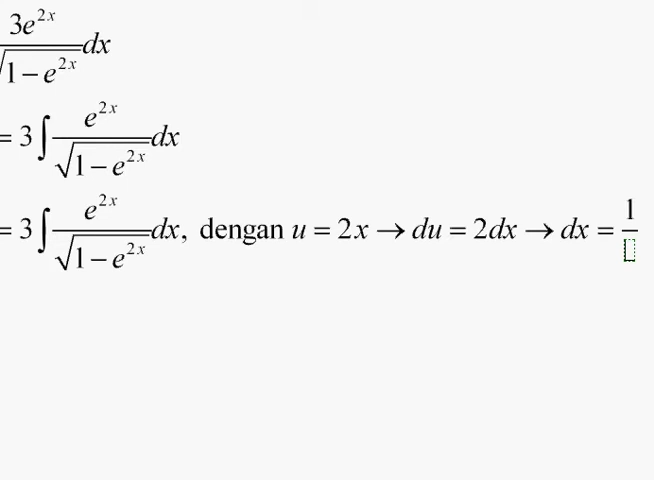 3e^{2x} / √(1 − e^{2x}) dx
= 3 ∫ e^{2x} / √(1 − e^{2x}) dx
= 3 ∫ e^{2x} / √(1 − e^{2x}) dx, dengan u = 2x → du = 2dx → dx = 1/□